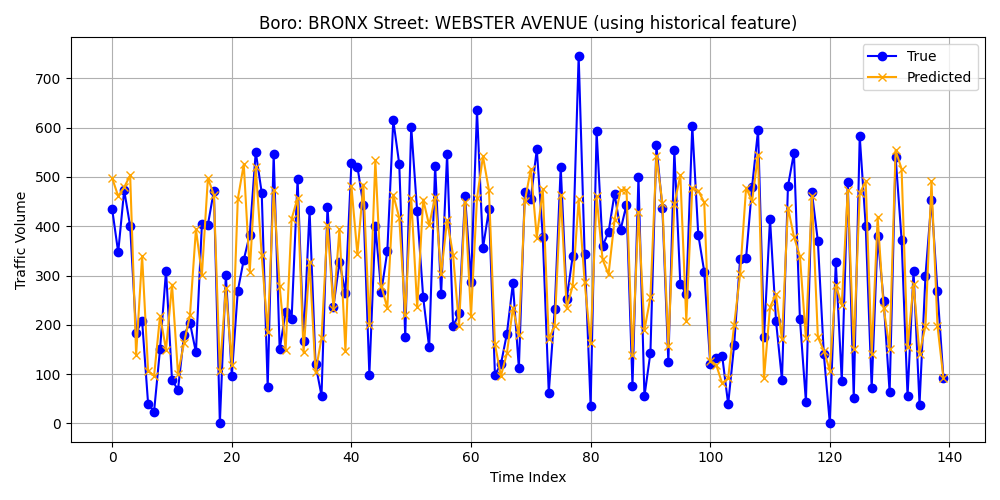 Boro: BRONX Street: WEBSTER AVENUE (using historical feature)
True
Predicted
Traffic Volume
700
600
500
400
300
200
100
0
0 20 40 60 80 100 120 140
Time Index